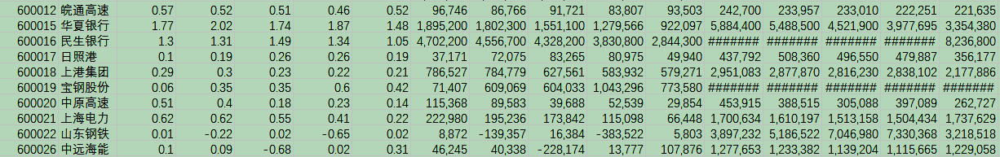 600012 皖通高速 0.57 0.52 0.51 0.46 0.52 96,746 86,766 91,721 83,807 93,503 242,700 233,957 233,010 222,251 221,635
600015 华夏银行 1.77 2.02 1.74 1.87 1.48 1,895,200 1,802,300 1,551,100 1,279,566 922,097 5,884,400 5,488,500 4,521,900 3,977,695 3,354,380
600016 民生银行 1.3 1.31 1.49 1.34 1.05 4,702,200 4,556,700 4,328,200 3,830,800 2,844,300 ####### ####### ####### ####### 8,236,800
600017 日照港 0.1 0.19 0.26 0.26 0.19 37,171 72,075 83,265 80,975 49,940 437,792 508,360 496,550 479,887 356,177
600018 上港集团 0.29 0.3 0.23 0.22 0.21 786,527 784,779 627,561 583,932 579,271 2,951,083 2,877,870 2,816,230 2,838,102 2,177,886
600019 宝钢股份 0.06 0.35 0.35 0.6 0.42 71,407 609,069 604,033 1,043,296 773,580 ####### ####### ####### ####### #######
600020 中原高速 0.51 0.4 0.18 0.23 0.14 115,368 89,583 39,688 52,539 29,854 453,915 388,515 305,088 397,089 262,727
600021 上海电力 0.62 0.62 0.55 0.41 0.22 222,980 195,236 173,842 115,098 66,448 1,700,634 1,610,197 1,513,158 1,504,434 1,737,629
600022 山东钢铁 0.01 -0.22 0.02 -0.65 0.02 8,872 -139,357 16,384 -383,522 5,803 3,897,232 5,186,522 7,046,980 7,330,368 3,218,518
600026 中远海能 0.1 0.09 -0.68 0.02 0.31 46,245 40,338 -228,174 13,777 107,876 1,277,653 1,233,382 1,139,204 1,115,665 1,229,058